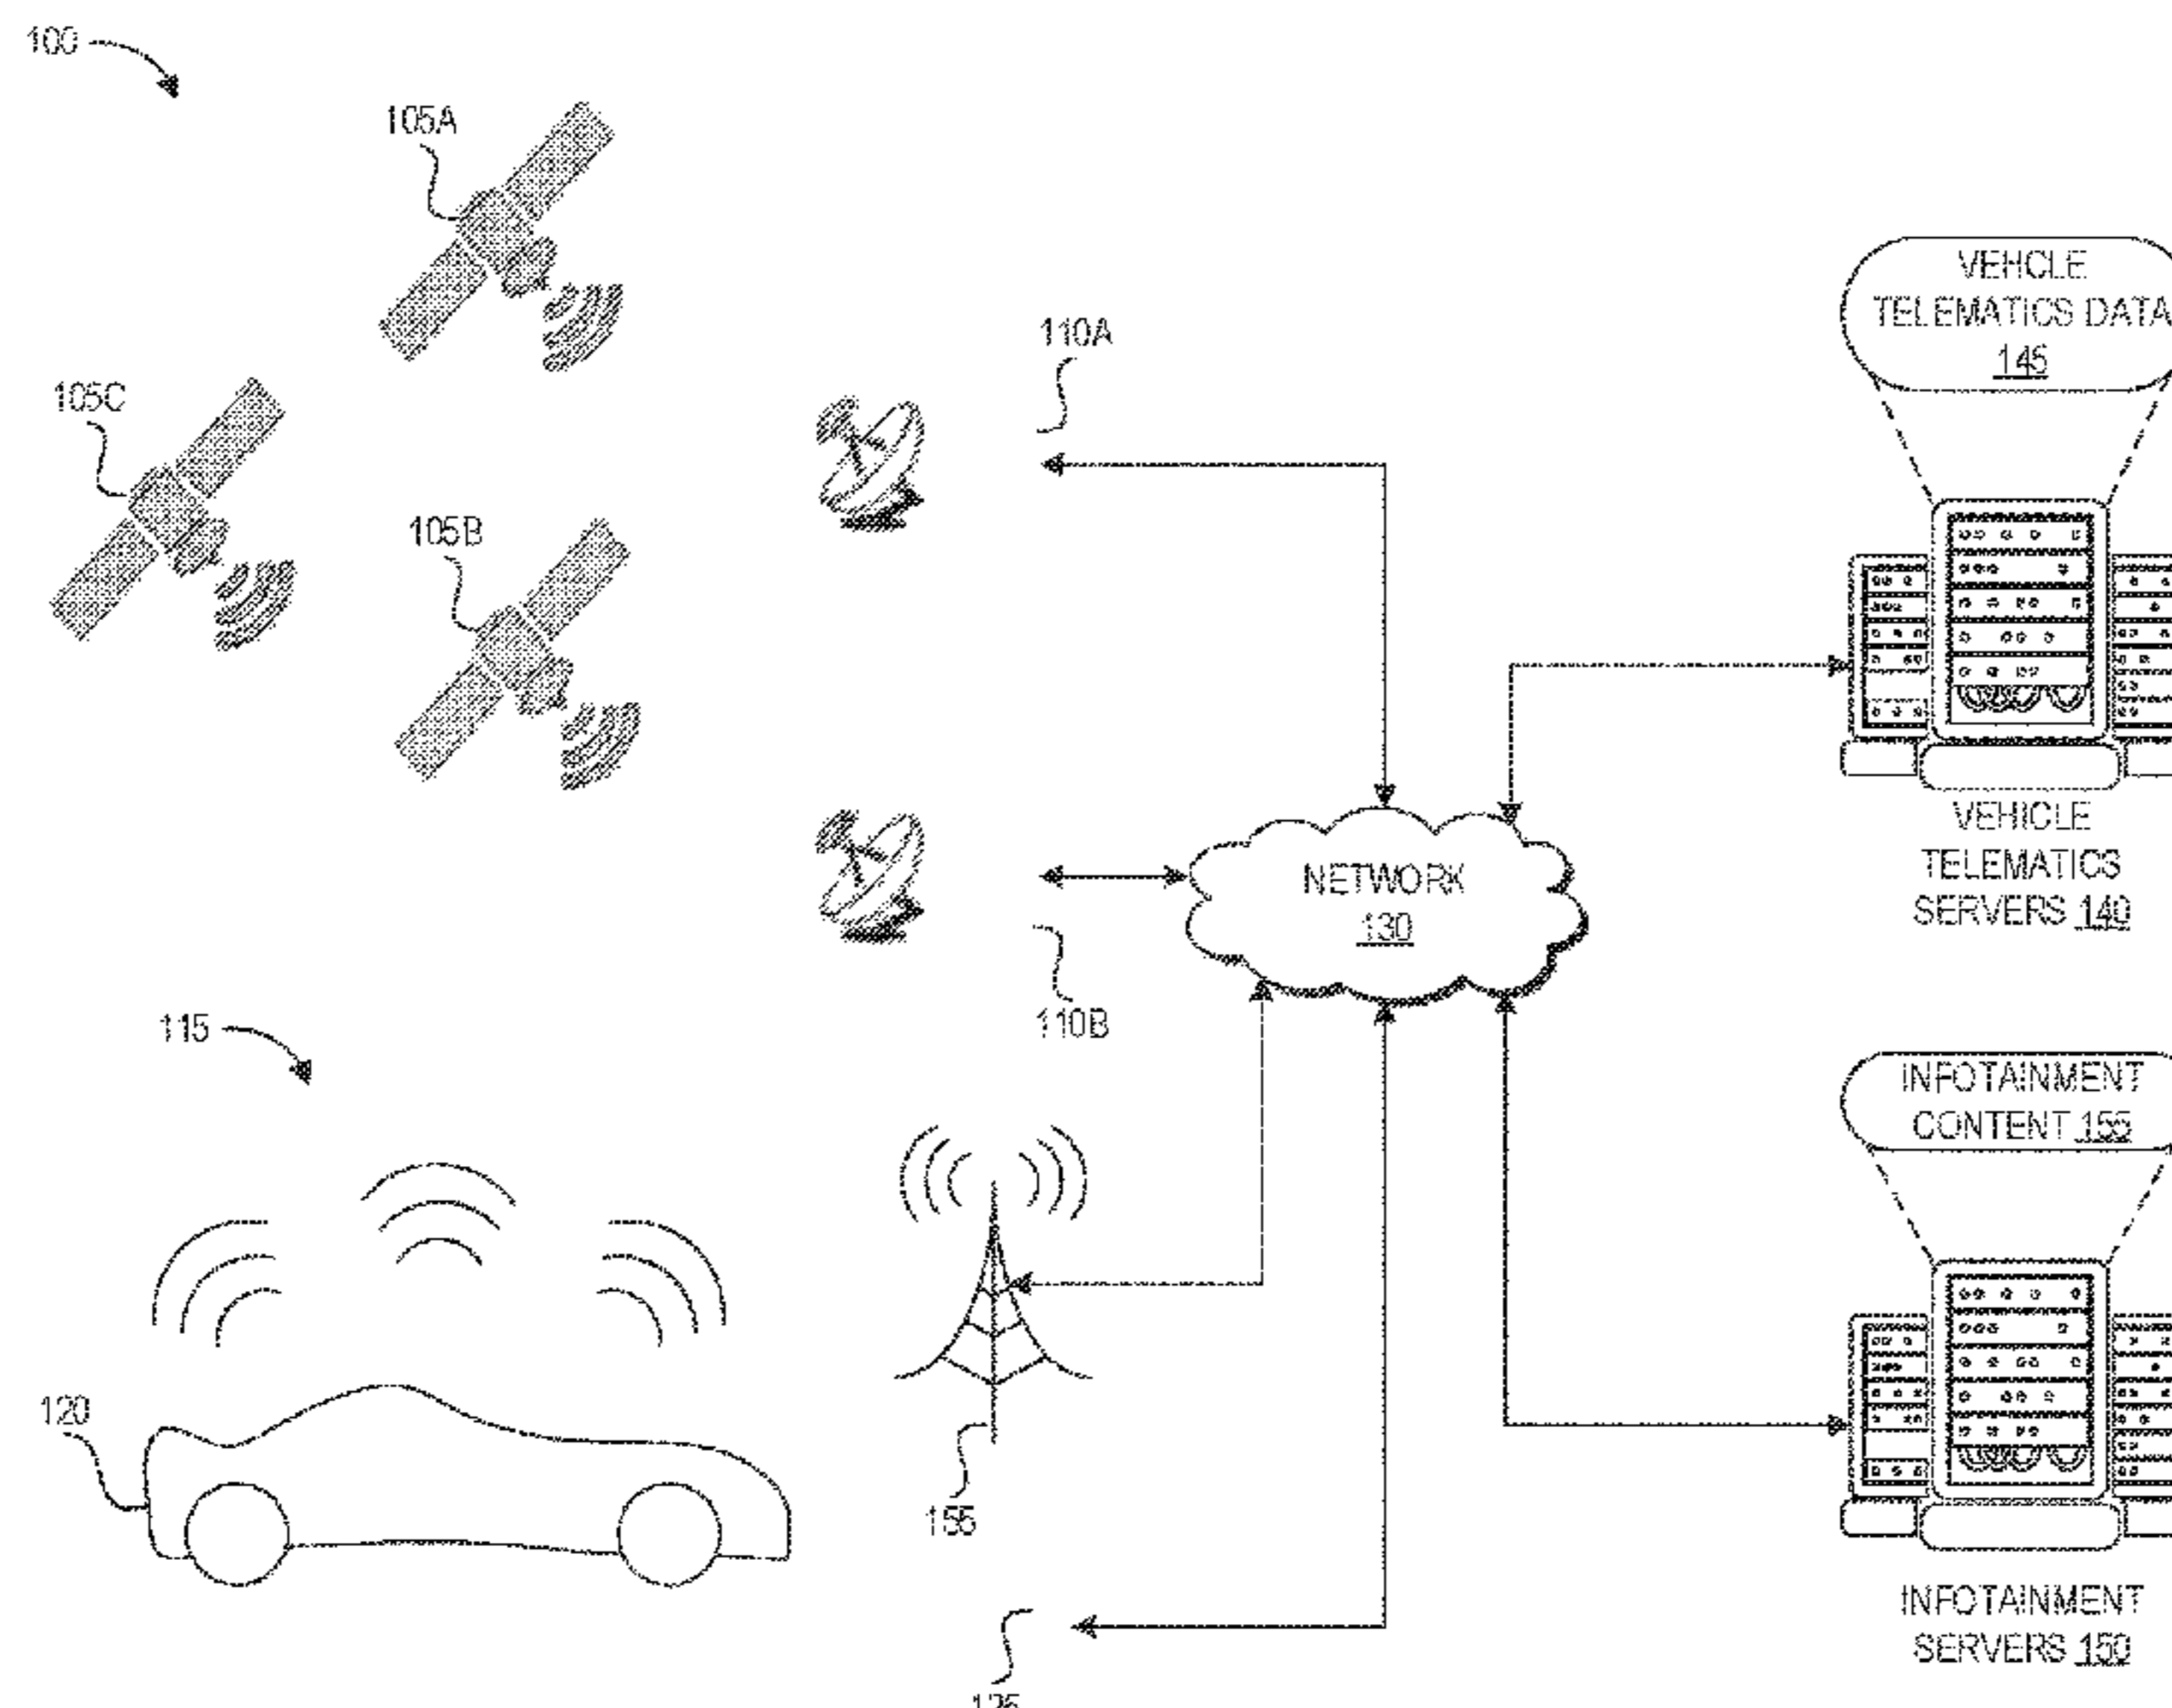 100
105A
VEHCLE
TELEMATICS DATA
145
110A
105C
105B
VEHICLE
TELEMATICS
SERVERS 140
NETWORK
130
110B
115
INFOTAINMENT
CONTENT 155
120
155
INFOTAINMENT
SERVERS 150